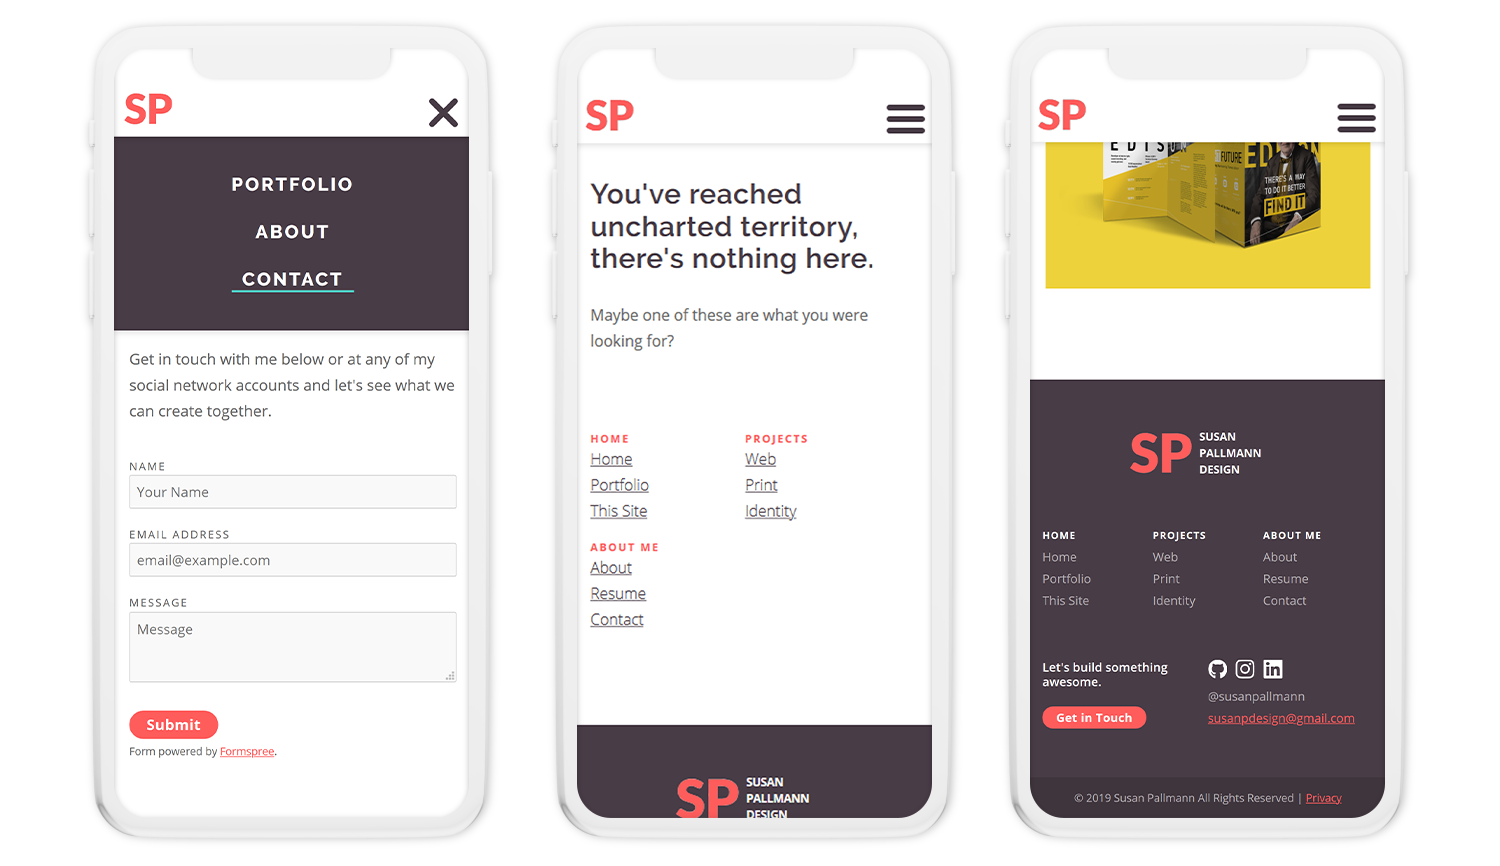 SP
PORTFOLIO
ABOUT
CONTACT
Get in touch with me below or at any of my
social network accounts and let's see what we
can create together.
NAME
Your Name
EMAIL ADDRESS
email@example.com
MESSAGE
Message
Submit
Form powered by Formspree.
SP
You've reached
uncharted territory,
there's nothing here.
Maybe one of these are what you were
looking for?
HOME
Home
Portfolio
This Site
PROJECTS
Web
Print
Identity
ABOUT ME
About
Resume
Contact
SP
SUSAN
PALLMANN
DESIGN
SP
FUTURE
THERE'S A WAY
TO DO IT BETTER
FIND IT
SP
SUSAN
PALLMANN
DESIGN
HOME
Home
Portfolio
This Site
PROJECTS
Web
Print
Identity
ABOUT ME
About
Resume
Contact
Let's build something
awesome.
Get in Touch
in
@susanpallmann
susanpdesign@gmail.com
© 2019 Susan Pallmann All Rights Reserved | Privacy